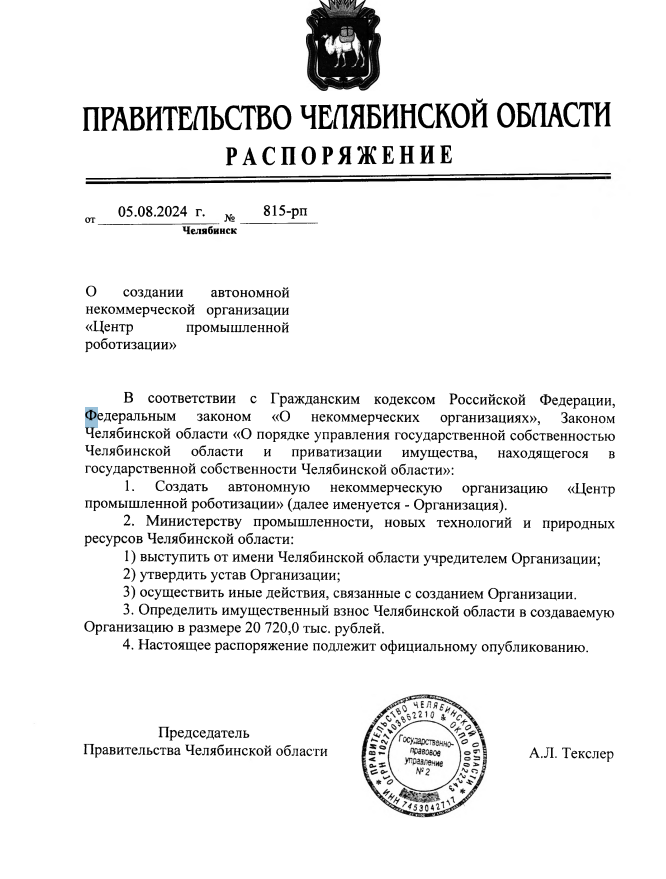 ПРАВИТЕЛЬСТВО ЧЕЛЯБИНСКОЙ ОБЛАСТИ
РАСПОРЯЖЕНИЕ
от 05.08.2024 г. № 815-рп
Челябинск
О создании автономной
некоммерческой организации
«Центр промышленной
роботизации»
В соответствии с Гражданским кодексом Российской Федерации,
Федеральным законом «О некоммерческих организациях», Законом
Челябинской области «О порядке управления государственной собственностью
Челябинской области и приватизации имущества, находящегося в
государственной собственности Челябинской области»:
1. Создать автономную некоммерческую организацию «Центр
промышленной роботизации» (далее именуется - Организация).
2. Министерству промышленности, новых технологий и природных
ресурсов Челябинской области:
1) выступить от имени Челябинской области учредителем Организации;
2) утвердить устав Организации;
3) осуществить иные действия, связанные с созданием Организации.
3. Определить имущественный взнос Челябинской области в создаваемую
Организацию в размере 20 720,0 тыс. рублей.
4. Настоящее распоряжение подлежит официальному опубликованию.
Председатель
Правительства Челябинской области
А.Л. Текслер
ПРАВИТЕЛЬСТВО ЧЕЛЯБИНСКОЙ ОБЛАСТИ
ОГРН 1027403862210 & ОКПО 00022243
ИНН 7453042717
Государственно-
правовое
управление
№ 2